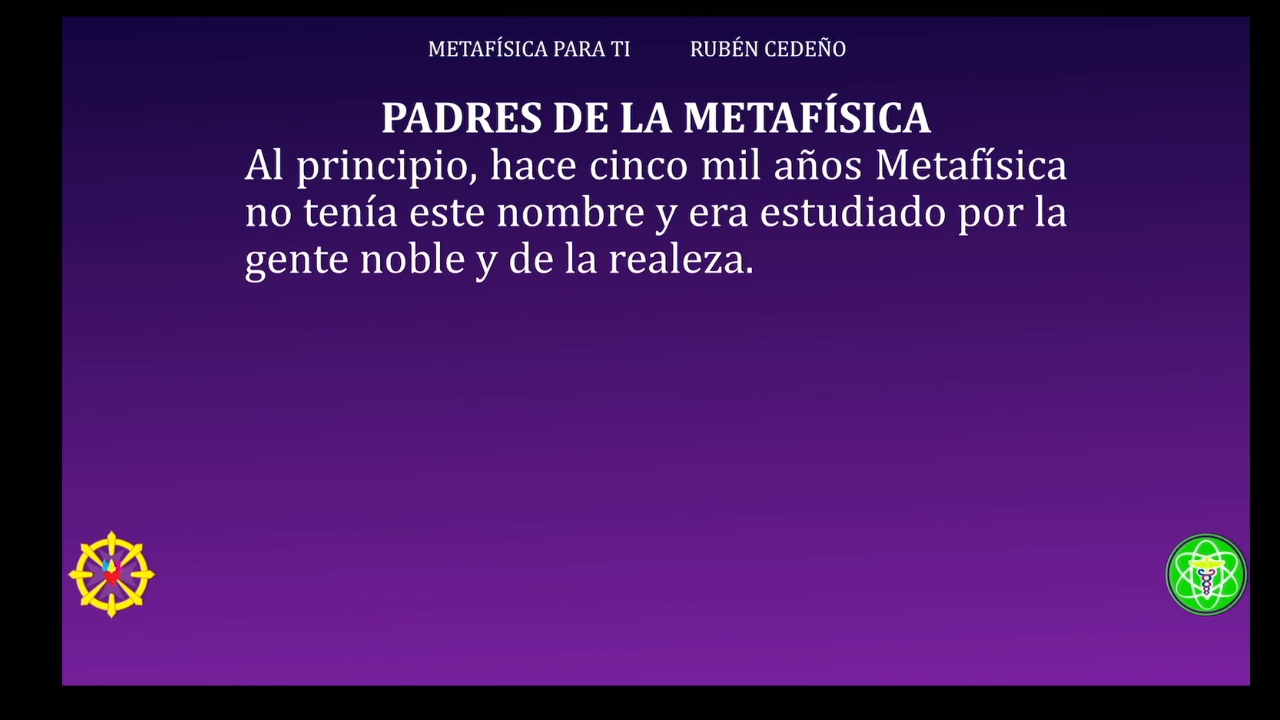 METAFÍSICA PARA TI RUBÉN CEDEÑO
PADRES DE LA METAFÍSICA
Al principio, hace cinco mil años Metafísica
no tenía este nombre y era estudiado por la
gente noble y de la realeza.